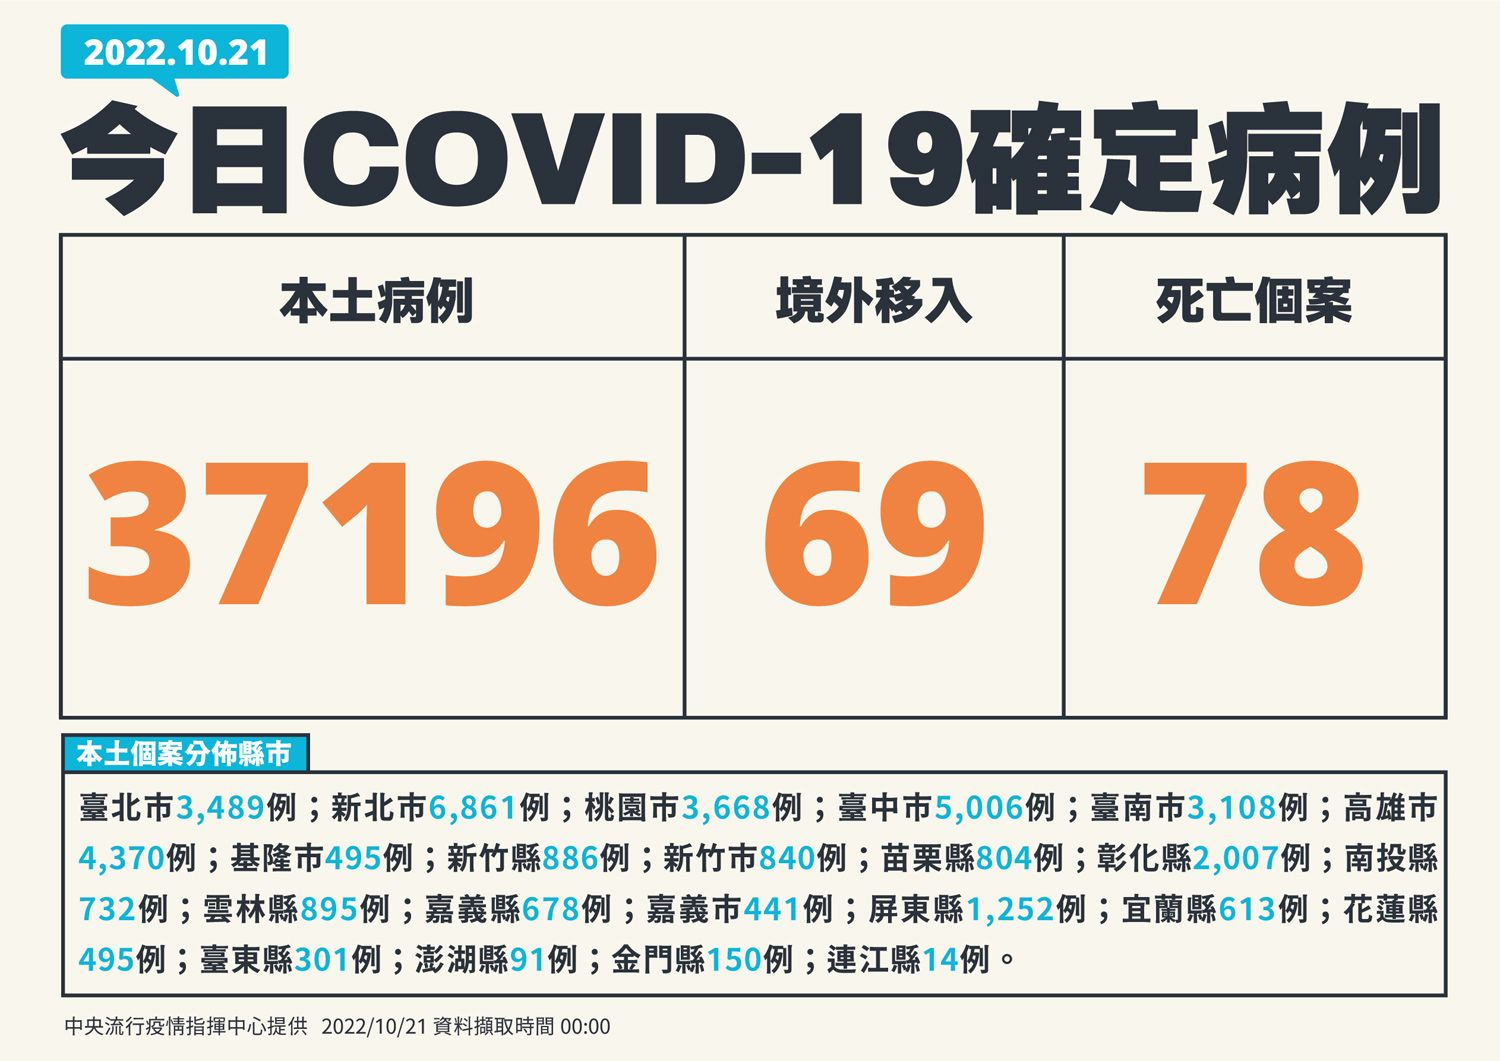 2022.10.21
今日COVID-19確定病例
本土病例 境外移入 死亡個案
37196 69 78
本土個案分佈縣市
臺北市3,489例；新北市6,861例；桃園市3,668例；臺中市5,006例；臺南市3,108例；高雄市
4,370例；基隆市495例；新竹縣886例；新竹市840例；苗栗縣804例；彰化縣2,007例；南投縣
732例；雲林縣895例；嘉義縣678例；嘉義市441例；屏東縣1,252例；宜蘭縣613例；花蓮縣
495例；臺東縣301例；澎湖縣91例；金門縣150例；連江縣14例。
中央流行疫情指揮中心提供 2022/10/21 資料擷取時間 00:00